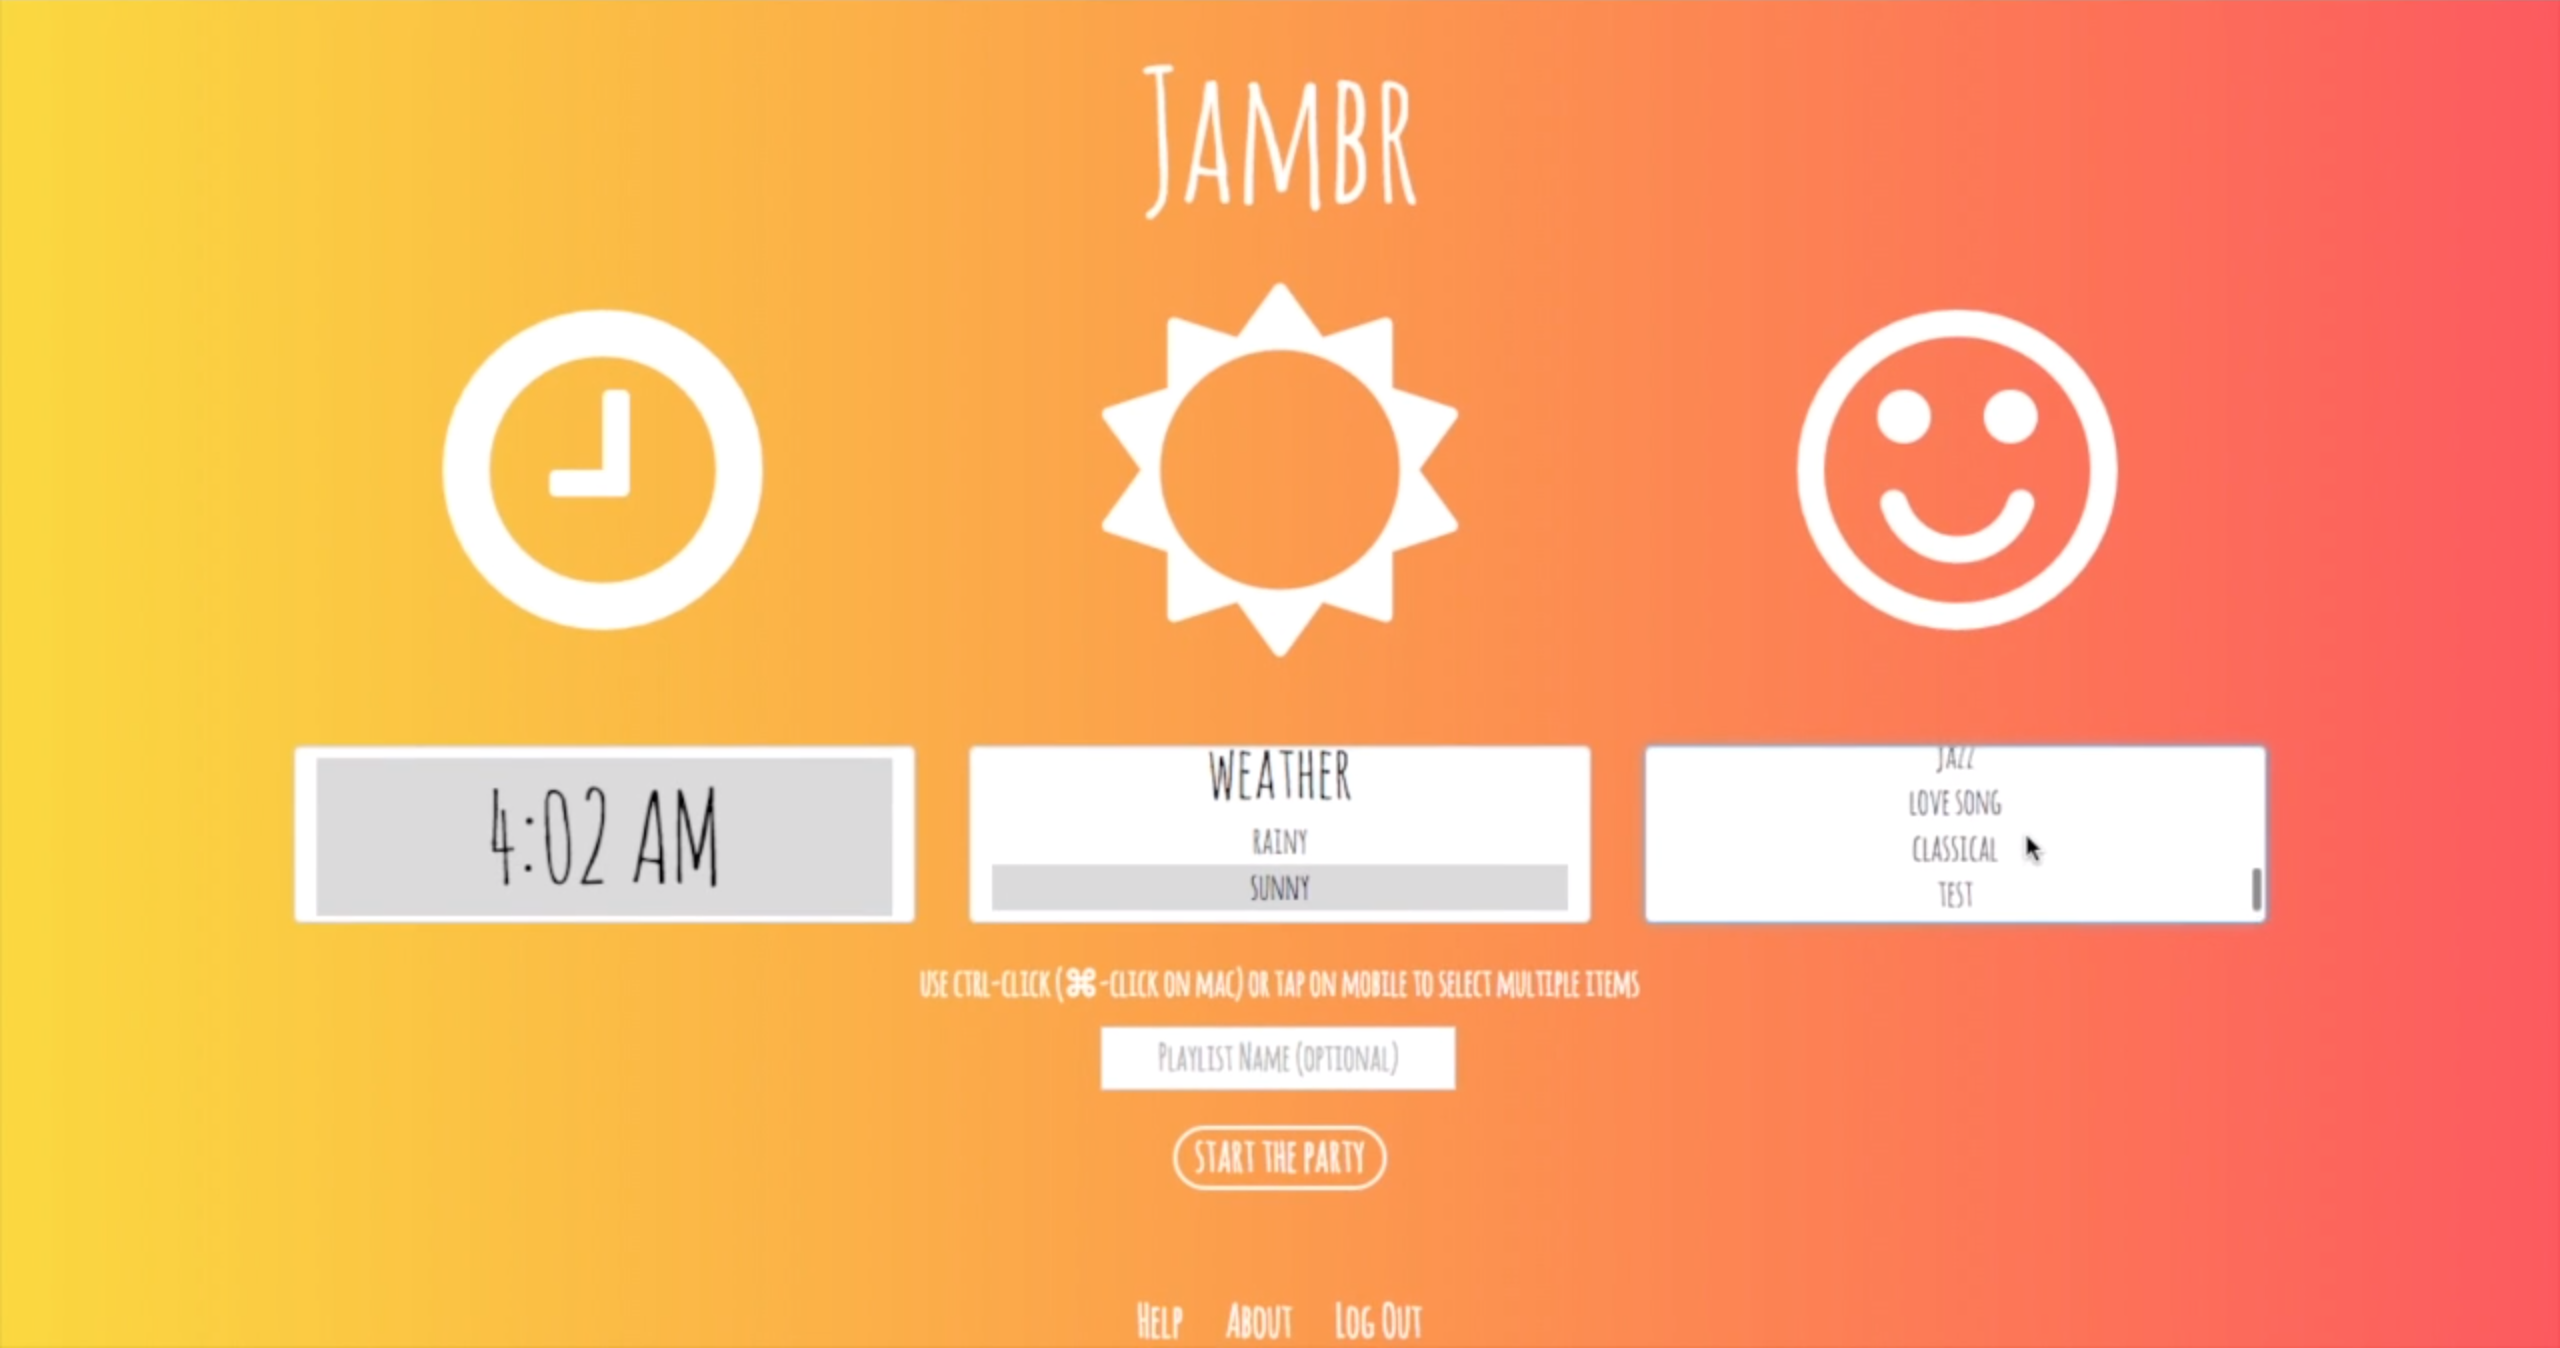 JAMBR
4:02 AM
WEATHER
RAINY
SUNNY
JAZZ
LOVE SONG
CLASSICAL
TEST
USE CTRL-CLICK (⌘-CLICK ON MAC) OR TAP ON MOBILE TO SELECT MULTIPLE ITEMS
PLAYLIST NAME (OPTIONAL)
START THE PARTY
HELP ABOUT LOG OUT